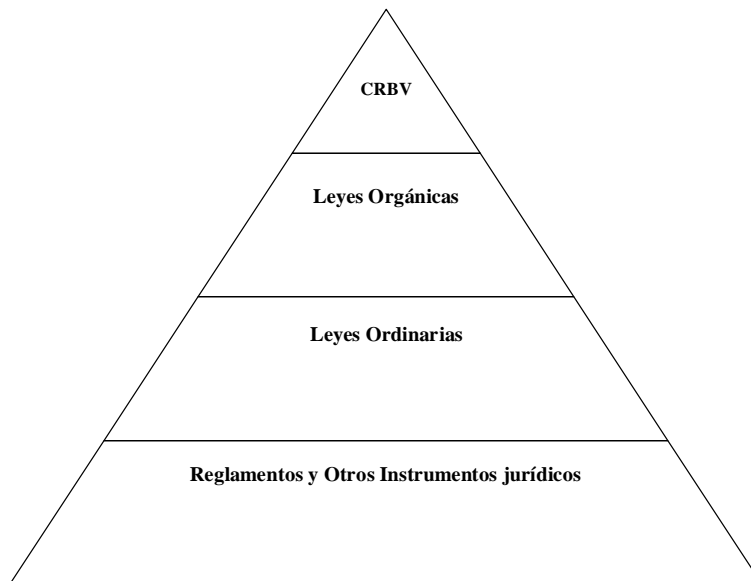 CRBV
Leyes Orgánicas
Leyes Ordinarias
Reglamentos y Otros Instrumentos jurídicos